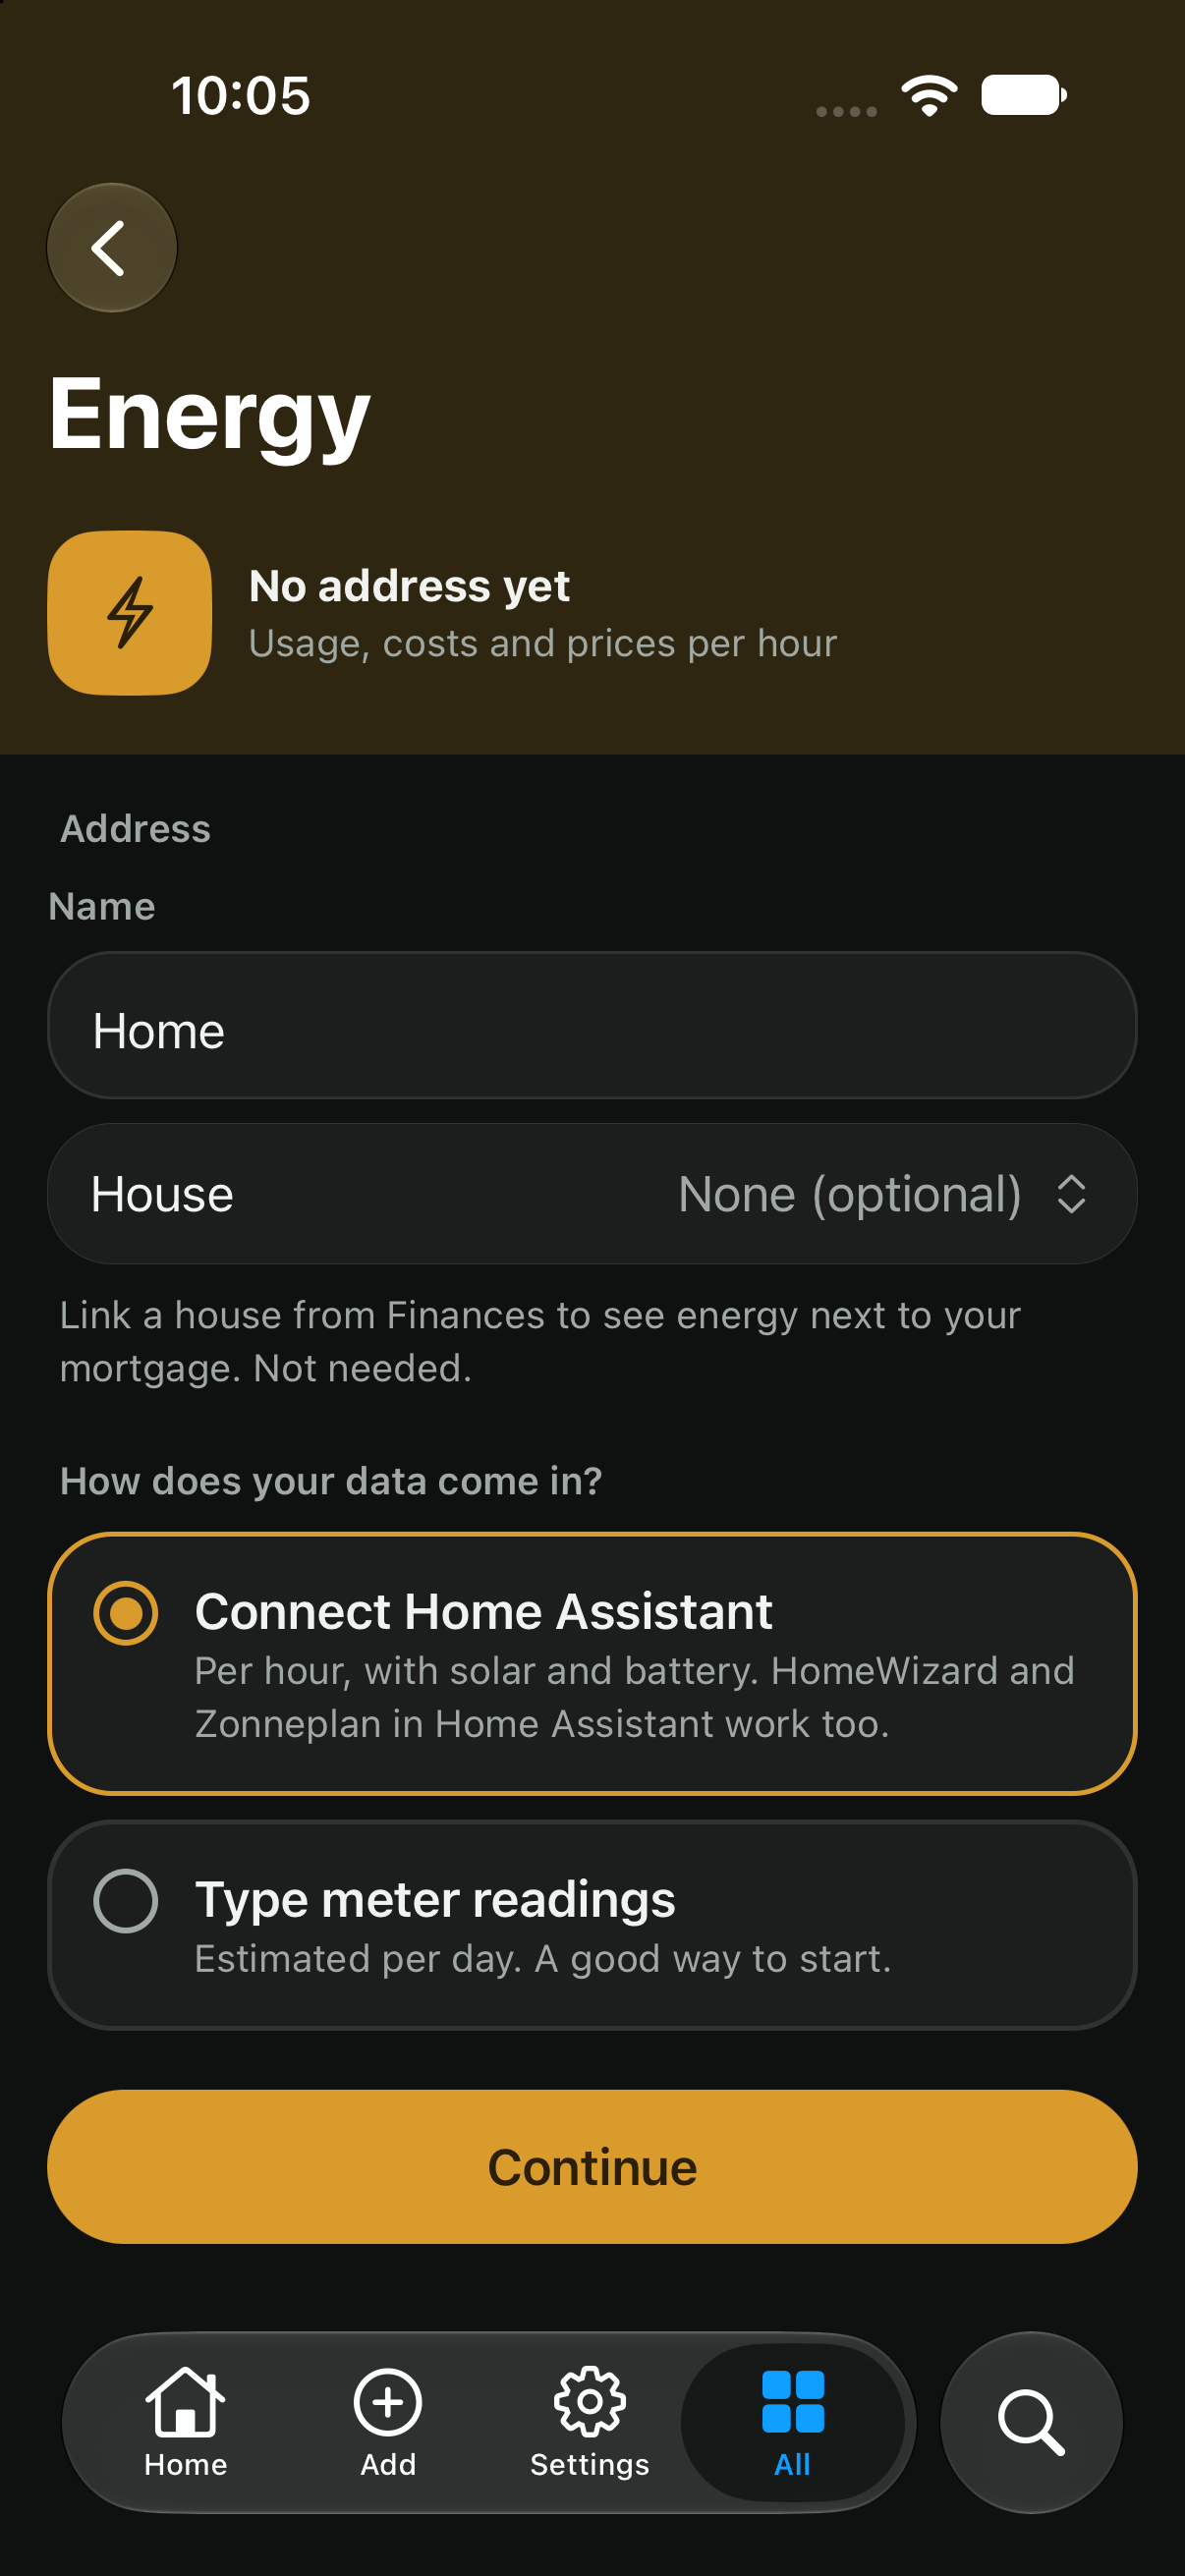 10:05
Energy
No address yet
Usage, costs and prices per hour
Address
Name
Home
House None (optional)
Link a house from Finances to see energy next to your
mortgage. Not needed.
How does your data come in?
Connect Home Assistant
Per hour, with solar and battery. HomeWizard and
Zonneplan in Home Assistant work too.
Type meter readings
Estimated per day. A good way to start.
Continue
Home Add Settings All